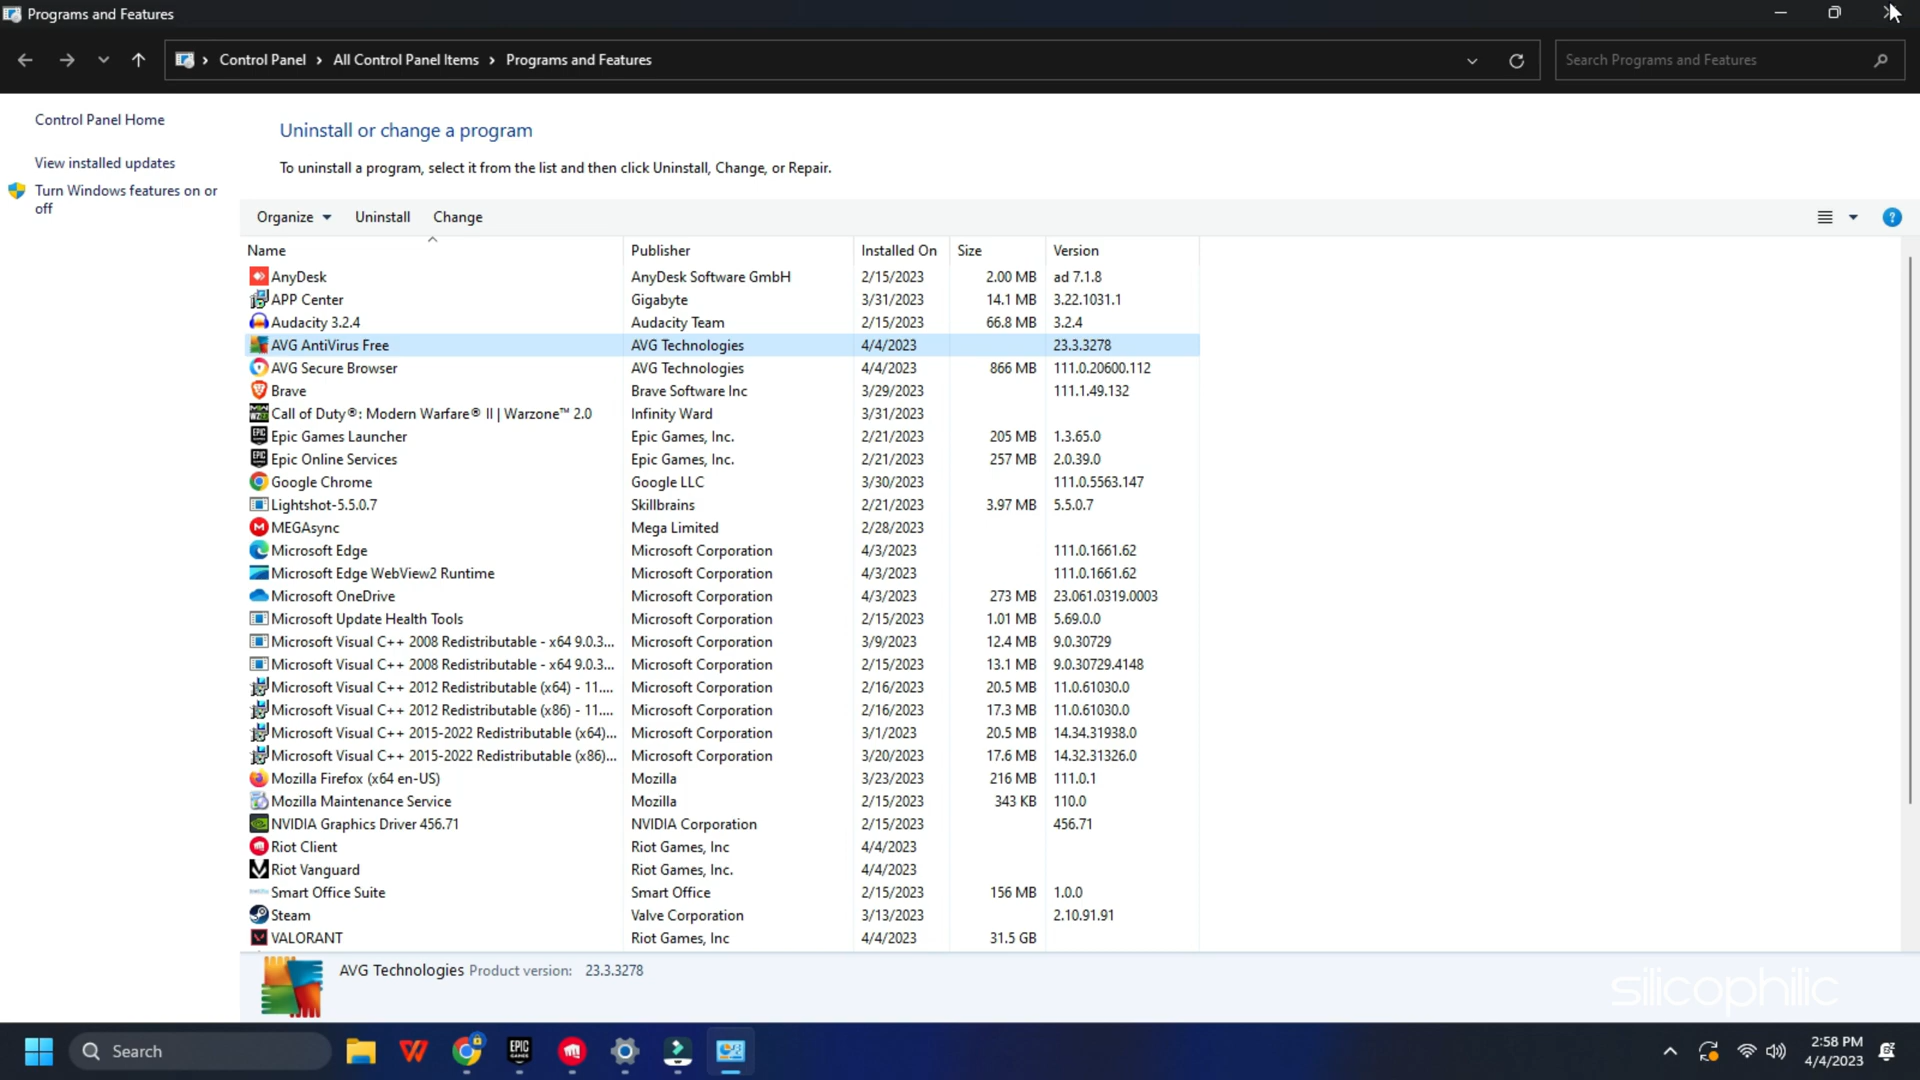 Programs and Features
Control Panel > All Control Panel Items > Programs and Features
Search Programs and Features
Control Panel Home
View installed updates
Turn Windows features on or
off
Uninstall or change a program
To uninstall a program, select it from the list and then click Uninstall, Change, or Repair.
Organize Uninstall Change
Name Publisher Installed On Size Version
AnyDesk AnyDesk Software GmbH 2/15/2023 2.00 MB ad 7.1.8
APP Center Gigabyte 3/31/2023 14.1 MB 3.22.1031.1
Audacity 3.2.4 Audacity Team 2/15/2023 66.8 MB 3.2.4
AVG AntiVirus Free AVG Technologies 4/4/2023 23.3.3278
AVG Secure Browser AVG Technologies 4/4/2023 866 MB 111.0.20600.112
Brave Brave Software Inc 3/29/2023 111.1.49.132
Call of Duty®: Modern Warfare® II | Warzone™ 2.0 Infinity Ward 3/31/2023
Epic Games Launcher Epic Games, Inc. 2/21/2023 205 MB 1.3.65.0
Epic Online Services Epic Games, Inc. 2/21/2023 257 MB 2.0.39.0
Google Chrome Google LLC 3/30/2023 111.0.5563.147
Lightshot-5.5.0.7 Skillbrains 2/21/2023 3.97 MB 5.5.0.7
MEGAsync Mega Limited 2/28/2023
Microsoft Edge Microsoft Corporation 4/3/2023 111.0.1661.62
Microsoft Edge WebView2 Runtime Microsoft Corporation 4/3/2023 111.0.1661.62
Microsoft OneDrive Microsoft Corporation 4/3/2023 273 MB 23.061.0319.0003
Microsoft Update Health Tools Microsoft Corporation 2/15/2023 1.01 MB 5.69.0.0
Microsoft Visual C++ 2008 Redistributable - x64 9.0.3... Microsoft Corporation 3/9/2023 12.4 MB 9.0.30729
Microsoft Visual C++ 2008 Redistributable - x64 9.0.3... Microsoft Corporation 2/15/2023 13.1 MB 9.0.30729.4148
Microsoft Visual C++ 2012 Redistributable (x64) - 11.... Microsoft Corporation 2/16/2023 20.5 MB 11.0.61030.0
Microsoft Visual C++ 2012 Redistributable (x86) - 11.... Microsoft Corporation 2/16/2023 17.3 MB 11.0.61030.0
Microsoft Visual C++ 2015-2022 Redistributable (x64)... Microsoft Corporation 3/1/2023 20.5 MB 14.34.31938.0
Microsoft Visual C++ 2015-2022 Redistributable (x86)... Microsoft Corporation 3/20/2023 17.6 MB 14.32.31326.0
Mozilla Firefox (x64 en-US) Mozilla 3/23/2023 216 MB 111.0.1
Mozilla Maintenance Service Mozilla 2/15/2023 343 KB 110.0
NVIDIA Graphics Driver 456.71 NVIDIA Corporation 2/15/2023 456.71
Riot Client Riot Games, Inc 4/4/2023
Riot Vanguard Riot Games, Inc. 4/4/2023
Smart Office Suite Smart Office 2/15/2023 156 MB 1.0.0
Steam Valve Corporation 3/13/2023 2.10.91.91
VALORANT Riot Games, Inc 4/4/2023 31.5 GB
AVG Technologies Product version: 23.3.3278
silicophilic
Search
EPIC
GAMES
2:58 PM
4/4/2023